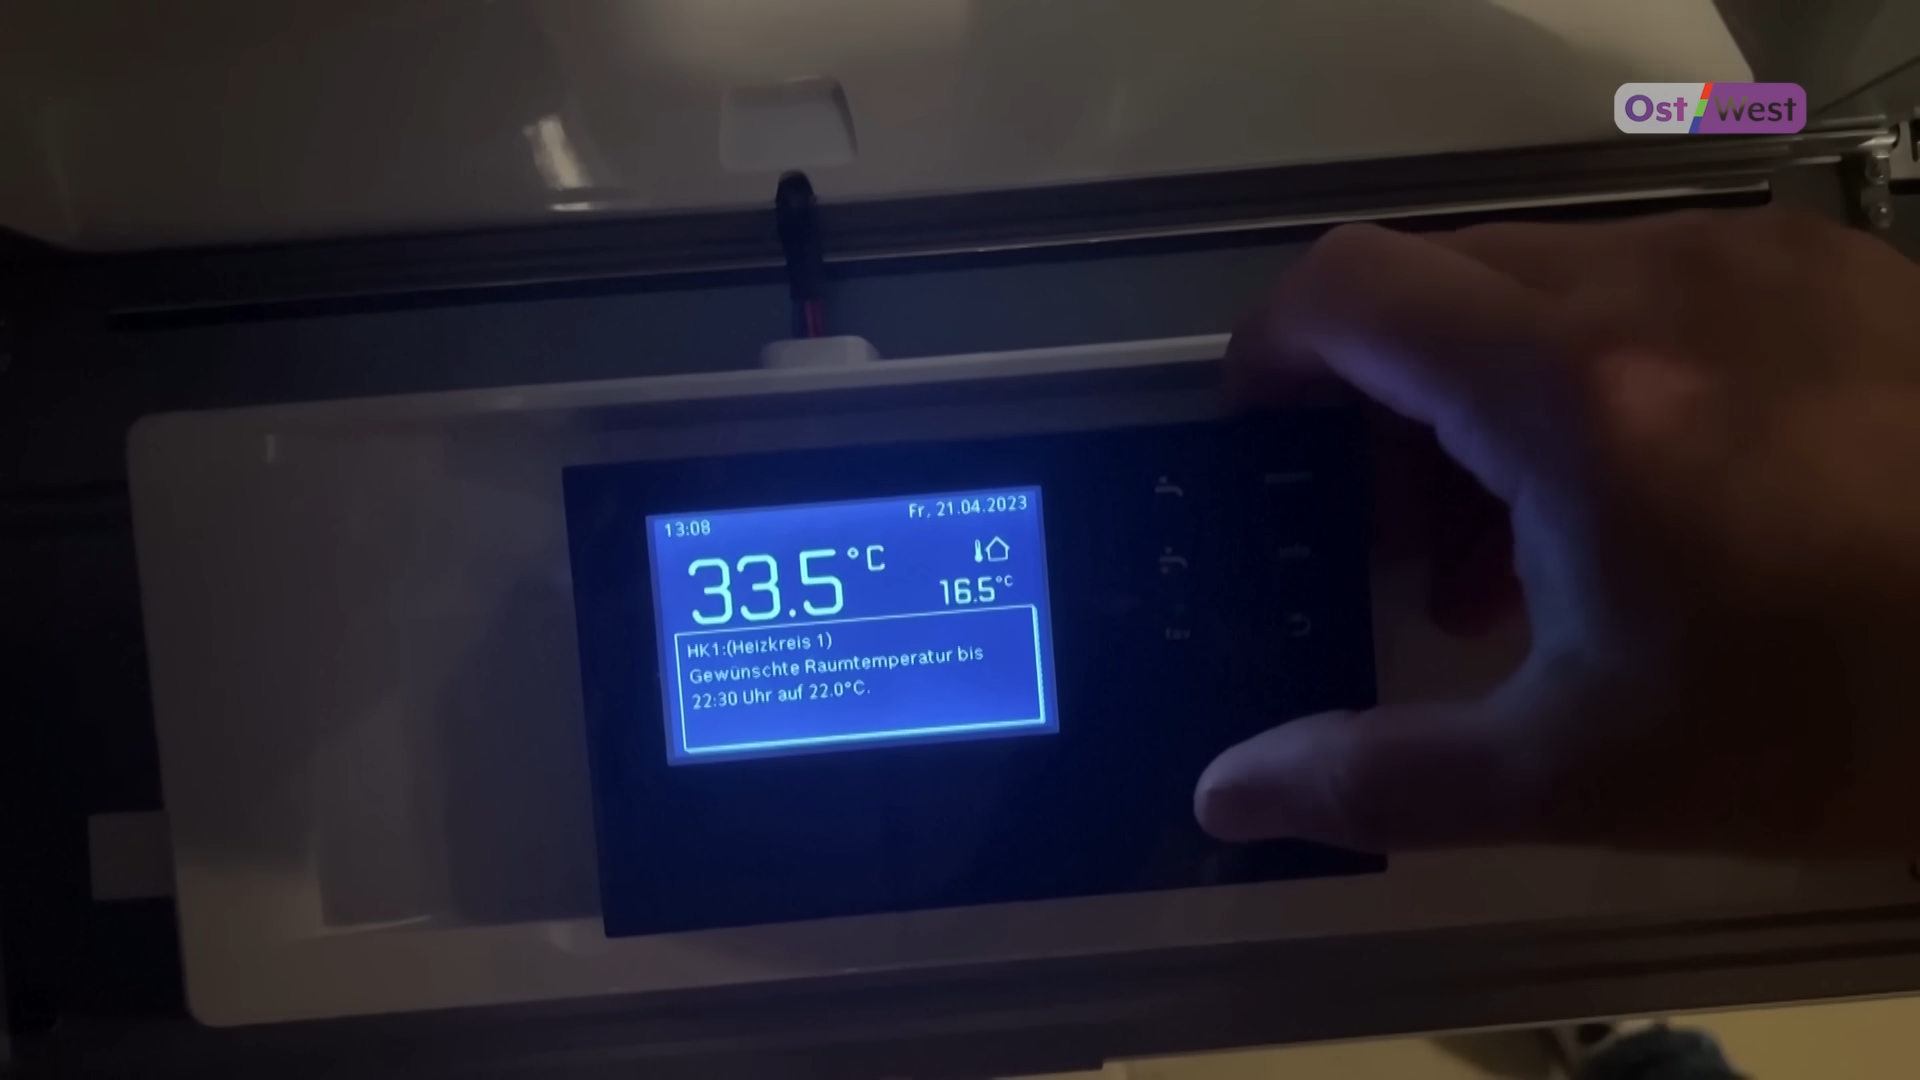 Ost West
13:08
Fr, 21.04.2023
33.5°C
16.5°C
HK1:(Heizkreis 1)
Gewünschte Raumtemperatur bis
22:30 Uhr auf 22.0°C.
fav